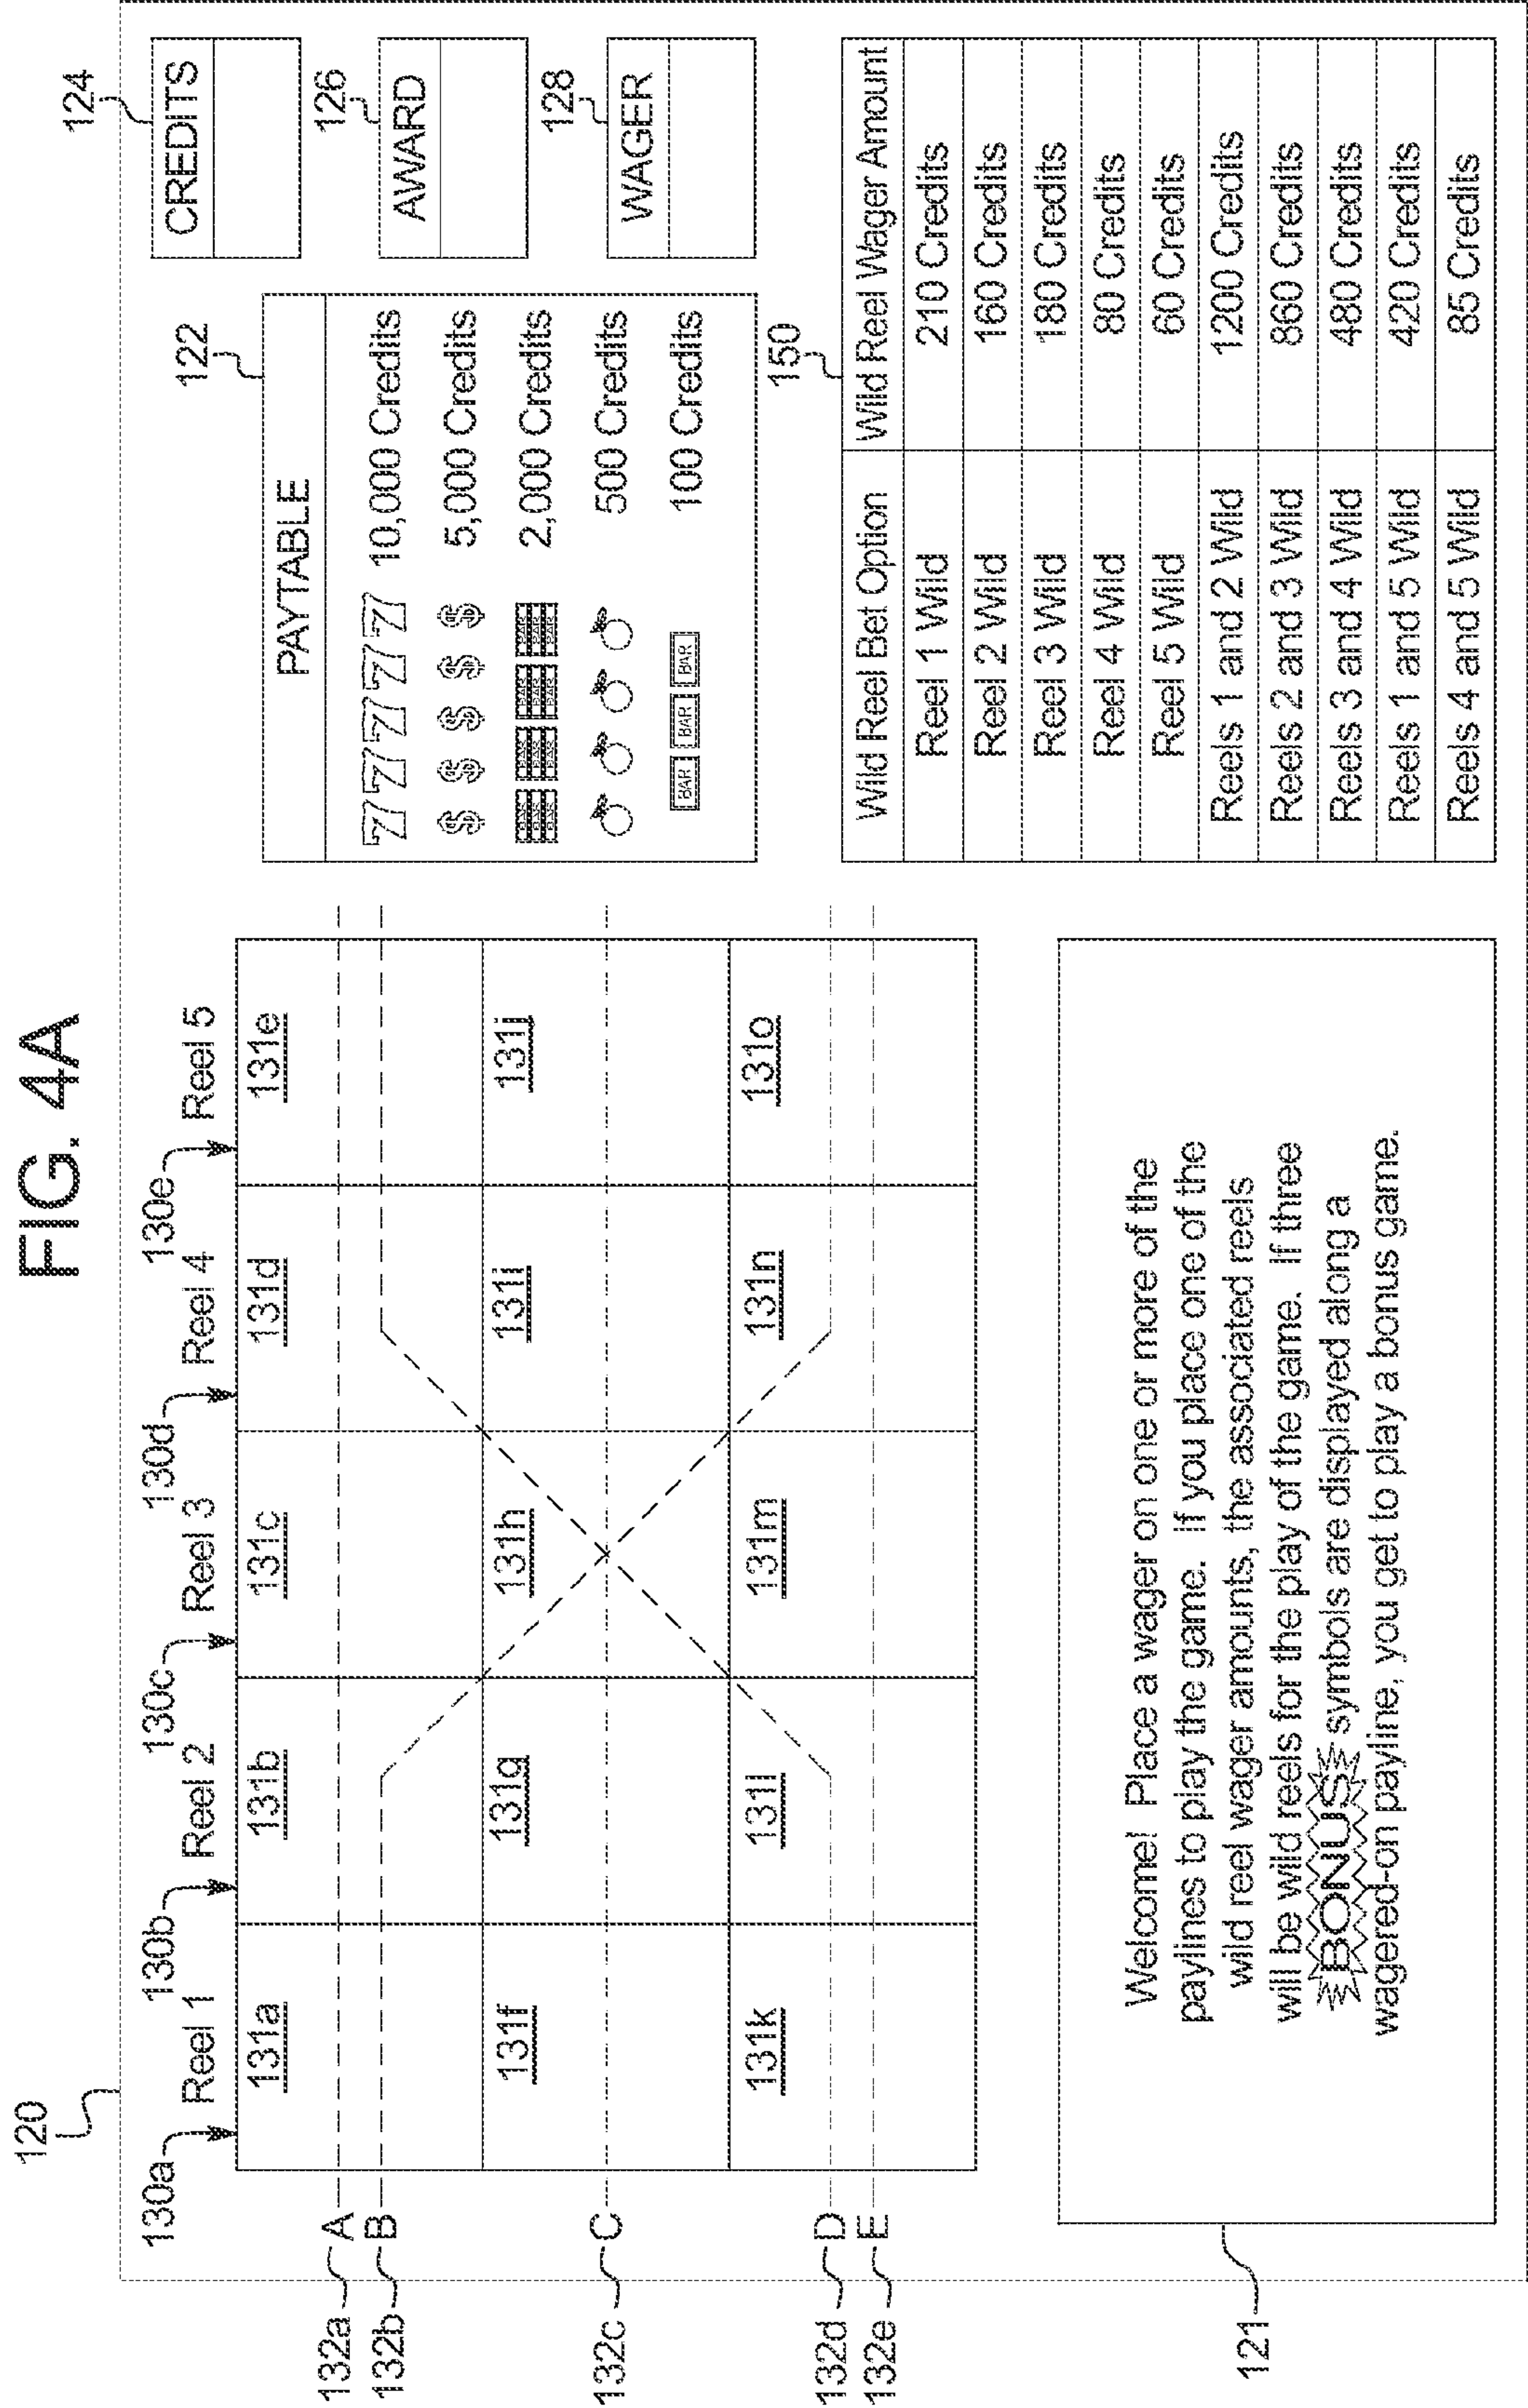 FIG. 4A
120
130a
130b
130c
130d
130e
Reel 1
Reel 2
Reel 3
Reel 4
Reel 5
132a
A
132b
B
132c
C
132d
D
132e
E
131a
131b
131c
131d
131e
131f
131g
131h
131i
131j
131k
131l
131m
131n
131o
122
PAYTABLE
7 7 7 7 7 10,000 Credits
$ $ $ $ $ 5,000 Credits
2,000 Credits
500 Credits
BAR BAR BAR 100 Credits
124
CREDITS
126
AWARD
128
WAGER
121
Welcome! Place a wager on one or more of the
paylines to play the game. If you place one of the
wild reel wager amounts, the associated reels
will be wild reels for the play of the game. If three
BONUS symbols are displayed along a
wagered-on payline, you get to play a bonus game.
150
Wild Reel Bet Option Wild Reel Wager Amount
Reel 1 Wild 210 Credits
Reel 2 Wild 160 Credits
Reel 3 Wild 180 Credits
Reel 4 Wild 80 Credits
Reel 5 Wild 60 Credits
Reels 1 and 2 Wild 1200 Credits
Reels 2 and 3 Wild 860 Credits
Reels 3 and 4 Wild 480 Credits
Reels 1 and 5 Wild 420 Credits
Reels 4 and 5 Wild 85 Credits